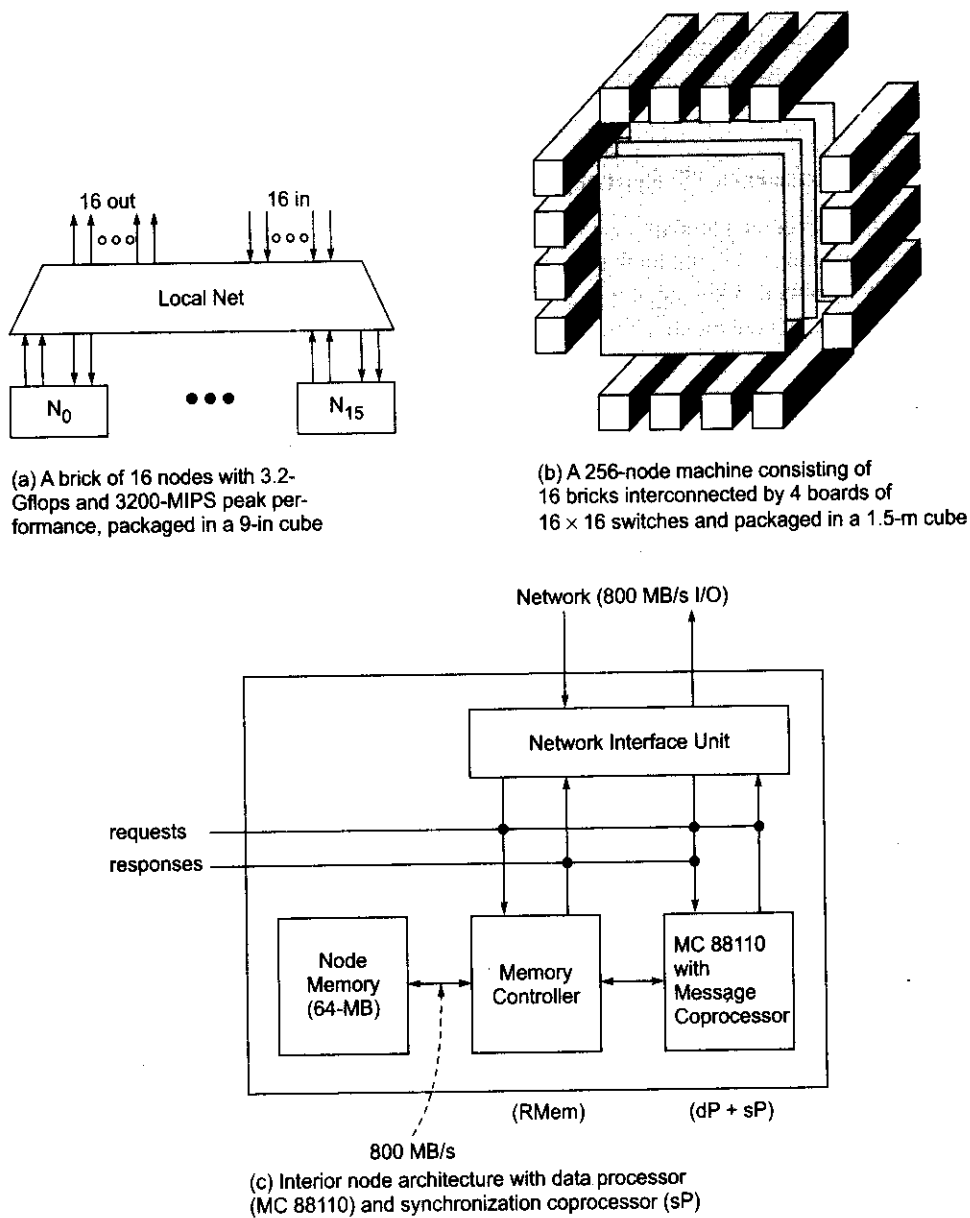 16 out
16 in
Local Net
N0
N15
(a) A brick of 16 nodes with 3.2-
Gflops and 3200-MIPS peak per-
formance, packaged in a 9-in cube
(b) A 256-node machine consisting of
16 bricks interconnected by 4 boards of
16 × 16 switches and packaged in a 1.5-m cube
Network (800 MB/s I/O)
Network Interface Unit
requests
responses
Node
Memory
(64-MB)
Memory
Controller
MC 88110
with
Message
Coprocessor
(RMem)
(dP + sP)
800 MB/s
(c) Interior node architecture with data processor
(MC 88110) and synchronization coprocessor (sP)